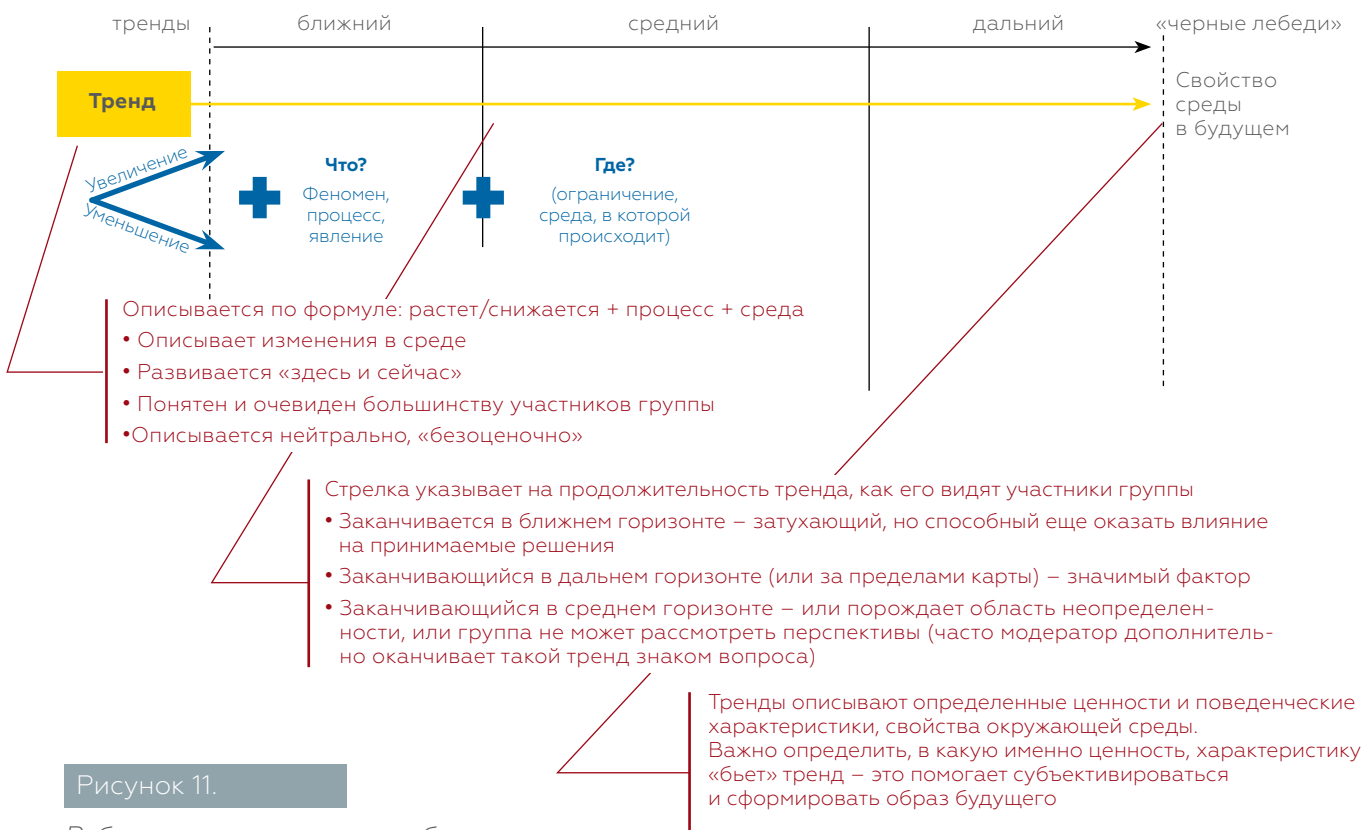 тренды
ближний
средний
дальний
«черные лебеди»
Тренд
Свойство
среды
в будущем
Увеличение
Уменьшение
Что?
Феномен,
процесс,
явление
Где?
(ограничение,
среда, в которой
происходит)
Описывается по формуле: растет/снижается + процесс + среда
• Описывает изменения в среде
• Развивается «здесь и сейчас»
• Понятен и очевиден большинству участников группы
•Описывается нейтрально, «безоценочно»
Стрелка указывает на продолжительность тренда, как его видят участники группы
• Заканчивается в ближнем горизонте – затухающий, но способный еще оказать влияние
на принимаемые решения
• Заканчивающийся в дальнем горизонте (или за пределами карты) – значимый фактор
• Заканчивающийся в среднем горизонте – или порождает область неопределен-
ности, или группа не может рассмотреть перспективы (часто модератор дополнитель-
но оканчивает такой тренд знаком вопроса)
Тренды описывают определенные ценности и поведенческие
характеристики, свойства окружающей среды.
Важно определить, в какую именно ценность, характеристику
«бьет» тренд – это помогает субъективироваться
и сформировать образ будущего
Рисунок 11.